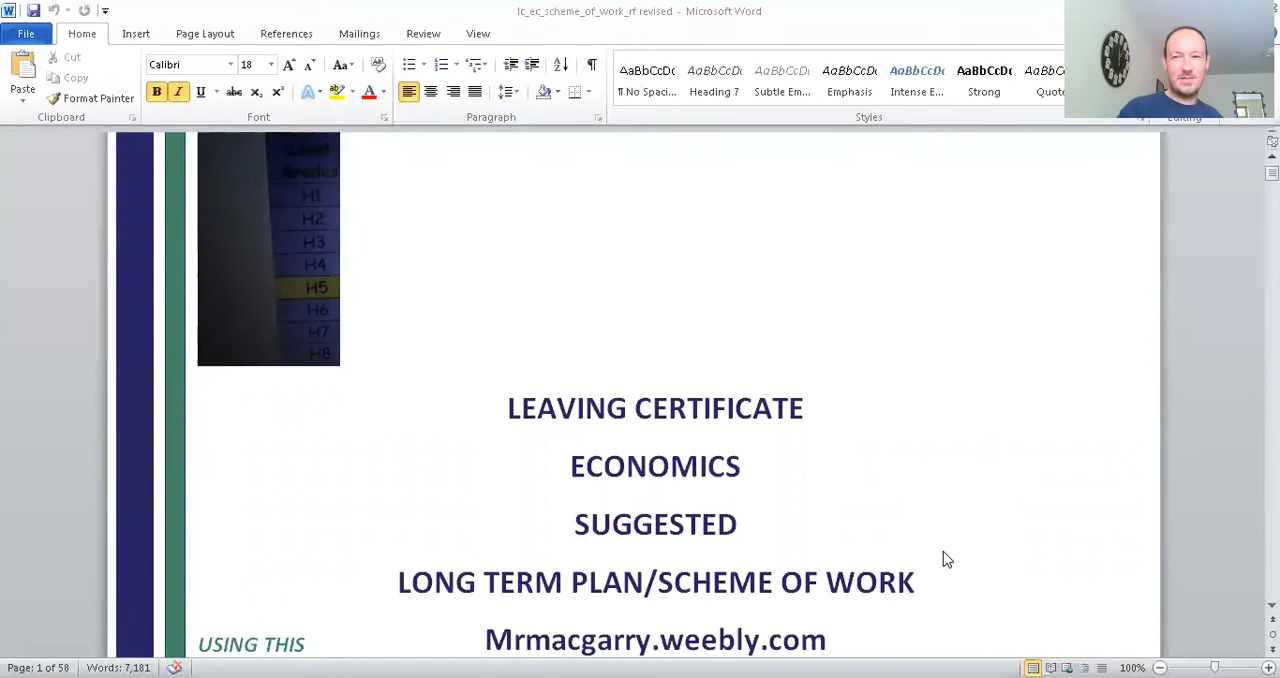 lc_ec_scheme_of_work_rf revised - Microsoft Word
File Home Insert Page Layout References Mailings Review View
Paste
Cut
Copy
Format Painter
Clipboard
Calibri 18
Font
Paragraph
AaBbCcDc AaBbCcDc AaBbCcDc AaBbCcDc AaBbCcDc AaBbCcDc AaBbCcDc
¶ No Spaci... Heading 7 Subtle Em... Emphasis Intense E... Strong Quote
Styles
Editing
Grades
H1
H2
H3
H4
H5
H6
H7
H8
LEAVING CERTIFICATE
ECONOMICS
SUGGESTED
LONG TERM PLAN/SCHEME OF WORK
USING THIS
Mrmacgarry.weebly.com
Page: 1 of 58 Words: 7,181
100%